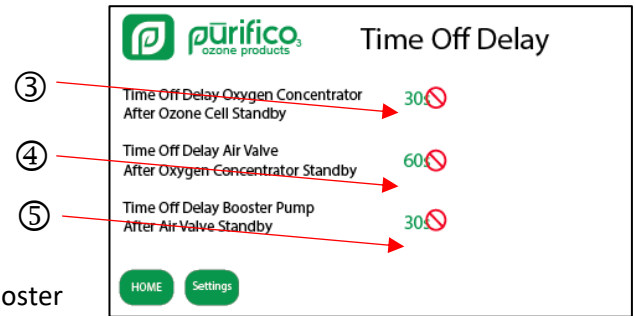 pūrifico3
ozone products
Time Off Delay
③
Time Off Delay Oxygen Concentrator
After Ozone Cell Standby
30s
④
Time Off Delay Air Valve
After Oxygen Concentrator Standby
60s
⑤
Time Off Delay Booster Pump
After Air Valve Standby
30s
oster
HOME
Settings